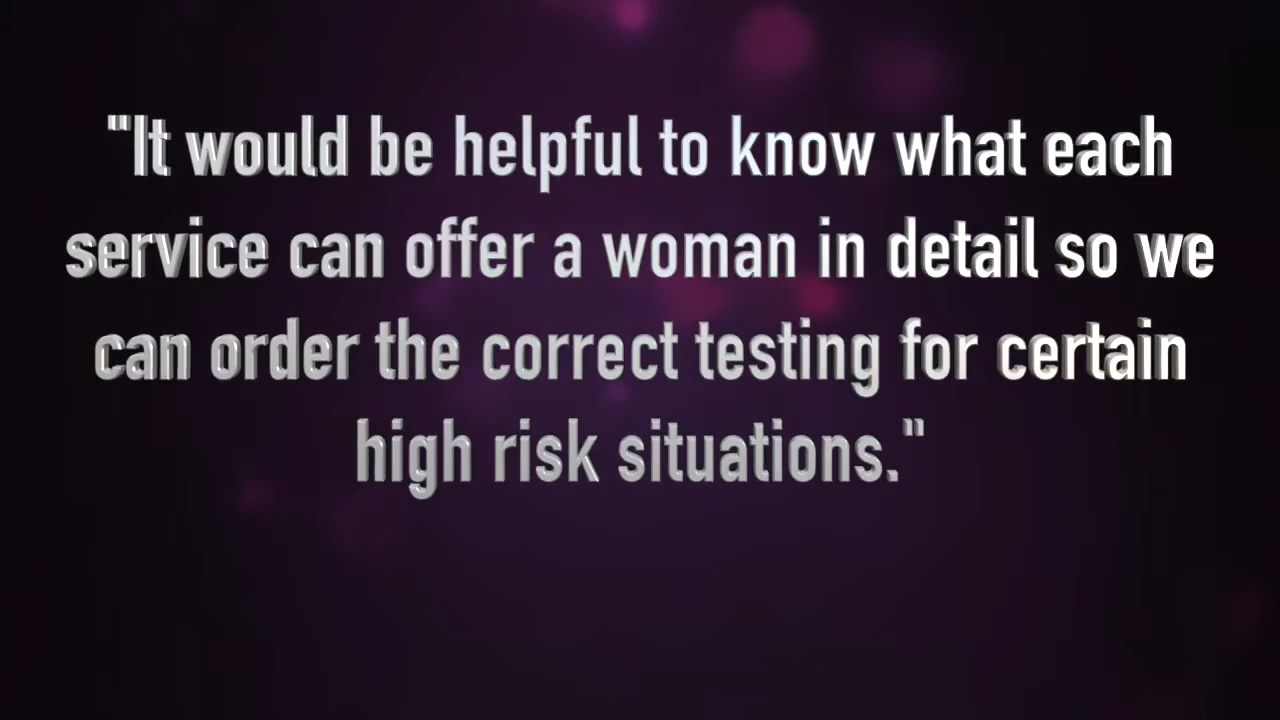 "It would be helpful to know what each
service can offer a woman in detail so we
can order the correct testing for certain
high risk situations."